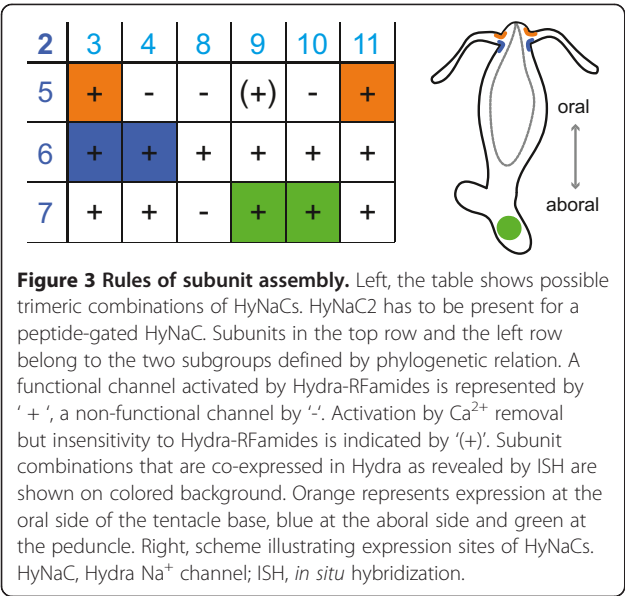 2 3 4 8 9 10 11
5 + - - (+) - +
6 + + + + + +
7 + + - + + +
oral
aboral
Figure 3 Rules of subunit assembly. Left, the table shows possible
trimeric combinations of HyNaCs. HyNaC2 has to be present for a
peptide-gated HyNaC. Subunits in the top row and the left row
belong to the two subgroups defined by phylogenetic relation. A
functional channel activated by Hydra-RFamides is represented by
‘ + ‘, a non-functional channel by ‘-‘. Activation by Ca²⁺ removal
but insensitivity to Hydra-RFamides is indicated by ‘(+)’. Subunit
combinations that are co-expressed in Hydra as revealed by ISH are
shown on colored background. Orange represents expression at the
oral side of the tentacle base, blue at the aboral side and green at
the peduncle. Right, scheme illustrating expression sites of HyNaCs.
HyNaC, Hydra Na⁺ channel; ISH, in situ hybridization.